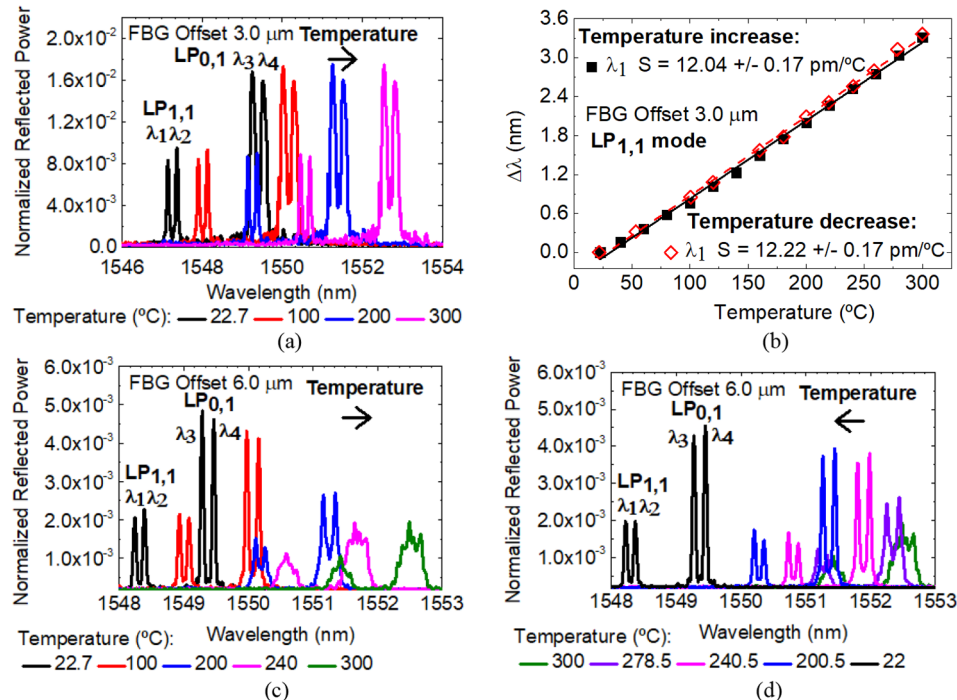 FBG Offset 3.0 μm Temperature
LP0,1 λ3 λ4
LP1,1
λ1λ2
2.0x10-2
1.6x10-2
1.2x10-2
8.0x10-3
4.0x10-3
0.0
Normalized Reflected Power
1546 1548 1550 1552 1554
Wavelength (nm)
Temperature (ºC): 22.7 100 200 300
(a)
Temperature increase:
λ1 S = 12.04 +/- 0.17 pm/ºC
FBG Offset 3.0 μm
LP1,1 mode
Temperature decrease:
λ1 S = 12.22 +/- 0.17 pm/ºC
3.6
3.0
2.4
1.8
1.2
0.6
0.0
Δλ (nm)
0 50 100 150 200 250 300
Temperature (ºC)
(b)
6.0x10-3
5.0x10-3
4.0x10-3
3.0x10-3
2.0x10-3
1.0x10-3
0.0
Normalized Reflected Power
FBG Offset 6.0 μm
Temperature
LP0,1
λ3 λ4
LP1,1
λ1λ2
1548 1549 1550 1551 1552 1553
Wavelength (nm)
Temperature (ºC):
22.7 100 200 240 300
(c)
6.0x10-3
5.0x10-3
4.0x10-3
3.0x10-3
2.0x10-3
1.0x10-3
0.0
Normalized Reflected Power
FBG Offset 6.0 μm
Temperature
LP0,1
λ3 λ4
LP1,1
λ1λ2
1548 1549 1550 1551 1552 1553
Wavelength (nm)
Temperature (ºC):
300 278.5 240.5 200.5 22
(d)